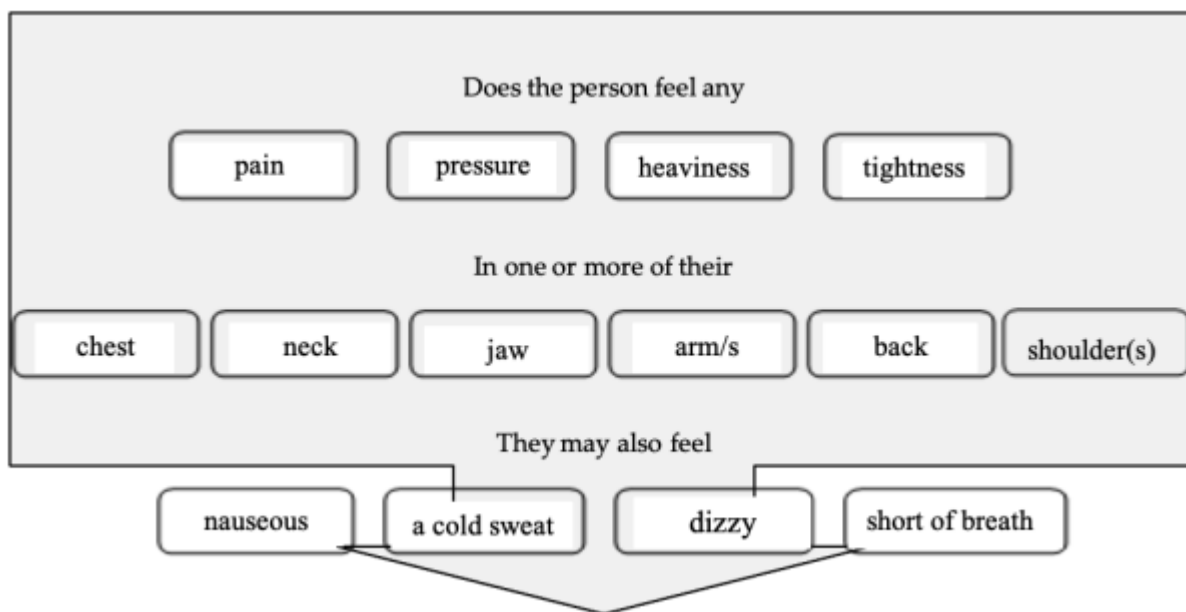 Does the person feel any
pain pressure heaviness tightness
In one or more of their
chest neck jaw arm/s back shoulder(s)
They may also feel
nauseous a cold sweat dizzy short of breath